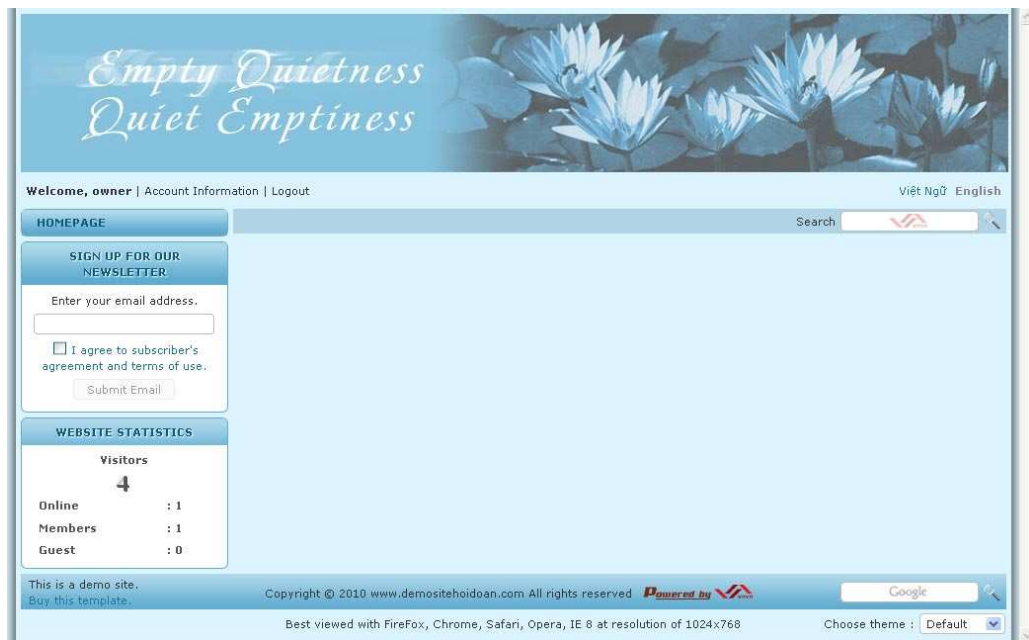 Empty Quietness
Quiet Emptiness
Welcome, owner | Account Information | Logout
Việt Ngữ English
HOMEPAGE
Search
SIGN UP FOR OUR
NEWSLETTER
Enter your email address.
I agree to subscriber's
agreement and terms of use.
Submit Email
WEBSITE STATISTICS
Visitors
4
Online : 1
Members : 1
Guest : 0
This is a demo site.
Buy this template.
Copyright © 2010 www.demositehoidoan.com All rights reserved Powered by
Google
Best viewed with FireFox, Chrome, Safari, Opera, IE 8 at resolution of 1024x768
Choose theme : Default